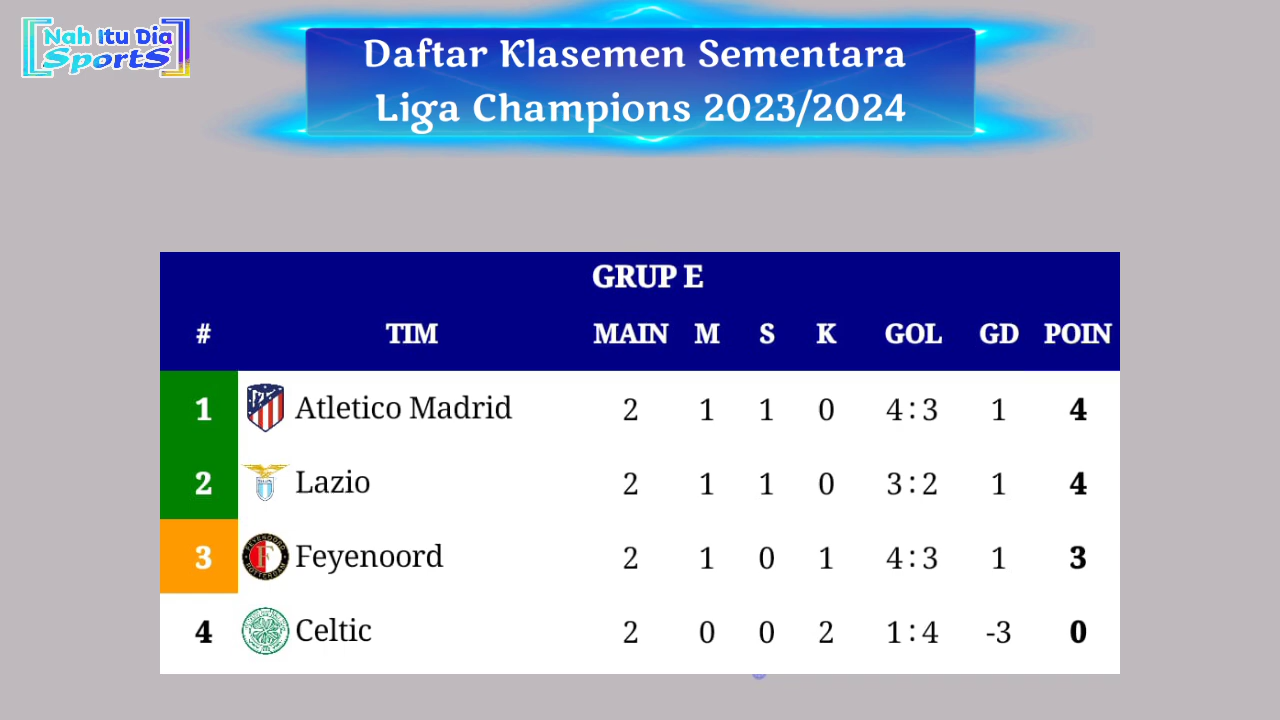 Nah Itu Dia
Sports
Daftar Klasemen Sementara
Liga Champions 2023/2024
GRUP E
# TIM MAIN M S K GOL GD POIN
1 Atletico Madrid 2 1 1 0 4:3 1 4
2 Lazio 2 1 1 0 3:2 1 4
3 Feyenoord 2 1 0 1 4:3 1 3
4 Celtic 2 0 0 2 1:4 -3 0